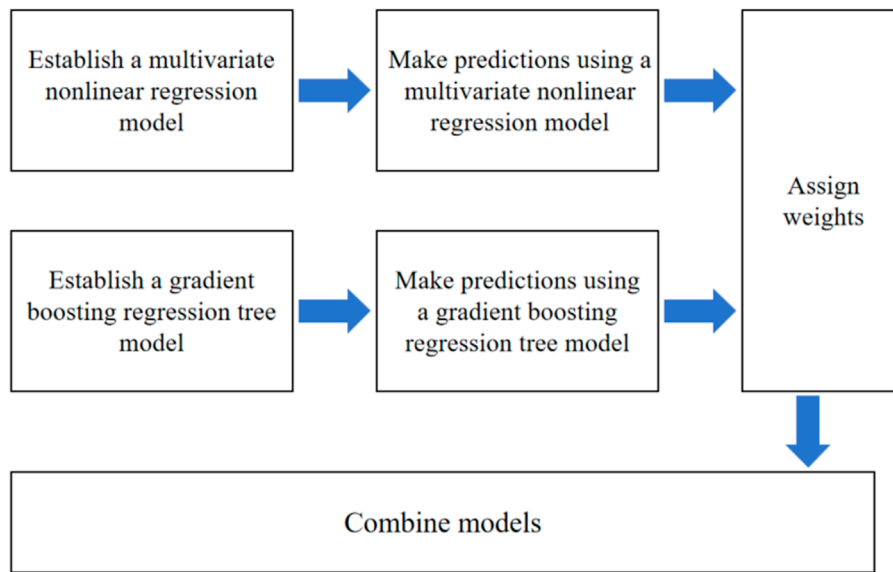 Establish a multivariate
nonlinear regression
model
Make predictions using a
multivariate nonlinear
regression model
Assign
weights
Establish a gradient
boosting regression tree
model
Make predictions using
a gradient boosting
regression tree model
Combine models